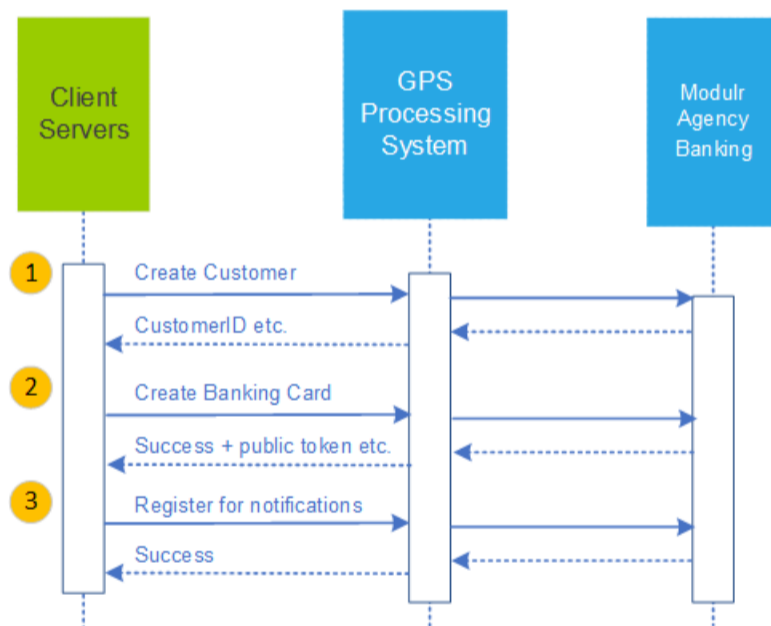 Client
Servers
GPS
Processing
System
Modulr
Agency
Banking
1
Create Customer
CustomerID etc.
2
Create Banking Card
Success + public token etc.
3
Register for notifications
Success